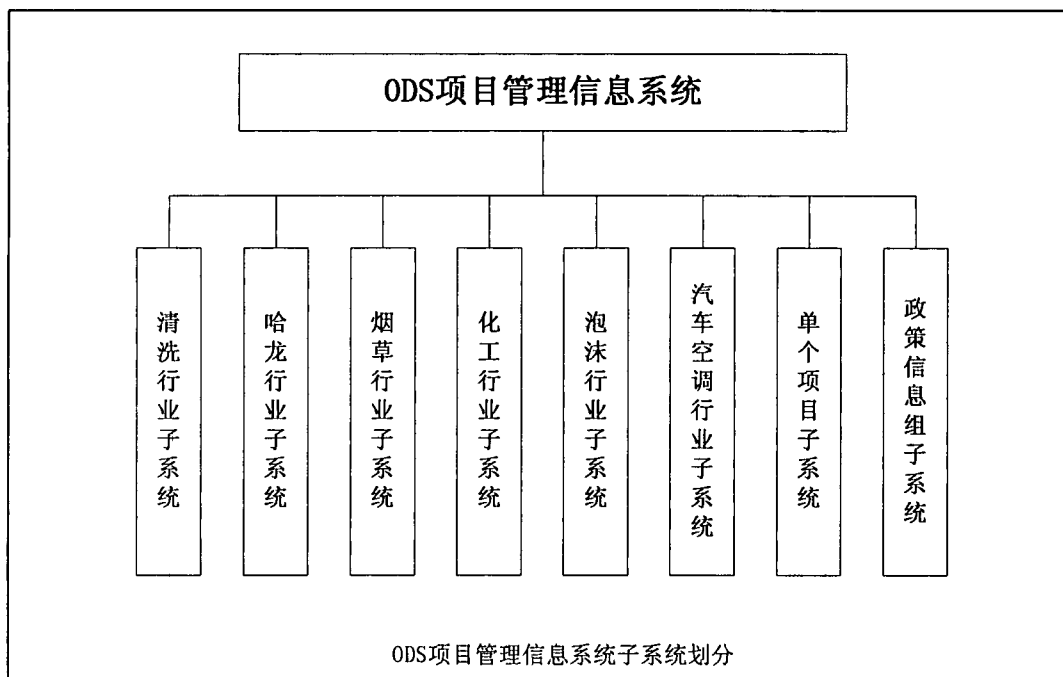 ODS项目管理信息系统
清洗行业子系统
哈龙行业子系统
烟草行业子系统
化工行业子系统
泡沫行业子系统
汽车空调行业子系统
单个项目子系统
政策信息组子系统
ODS项目管理信息系统子系统划分